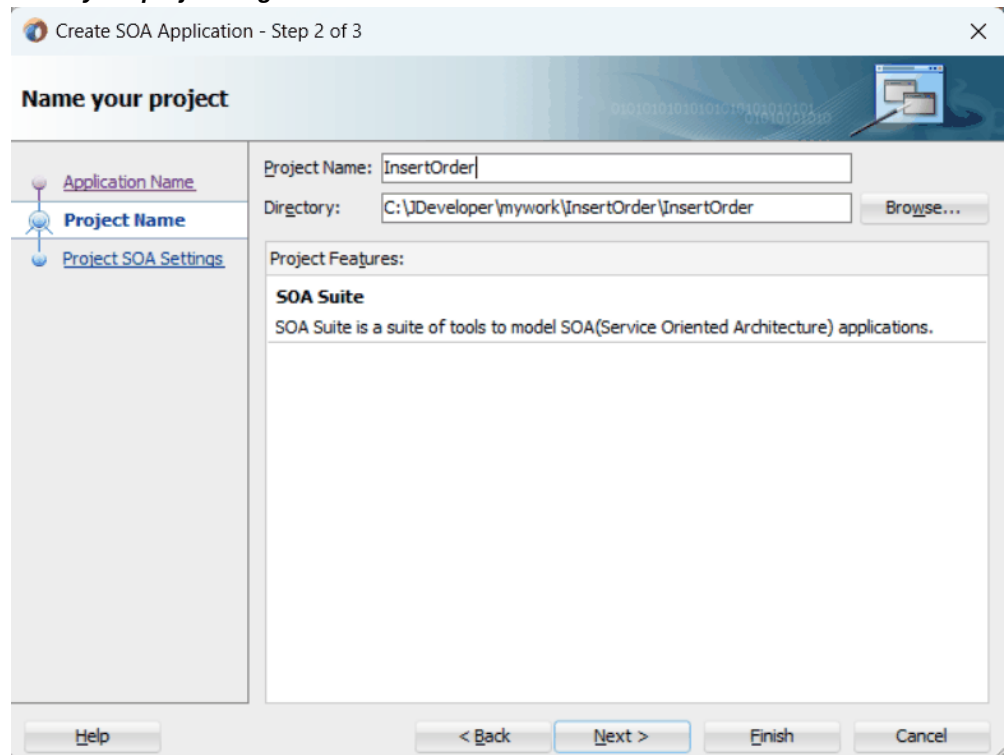 Create SOA Application - Step 2 of 3
Name your project
Application Name
Project Name
Project SOA Settings
Project Name: InsertOrder
Directory: C:\JDeveloper\mywork\InsertOrder\InsertOrder Browse...
Project Features:
SOA Suite
SOA Suite is a suite of tools to model SOA(Service Oriented Architecture) applications.
Help < Back Next > Finish Cancel